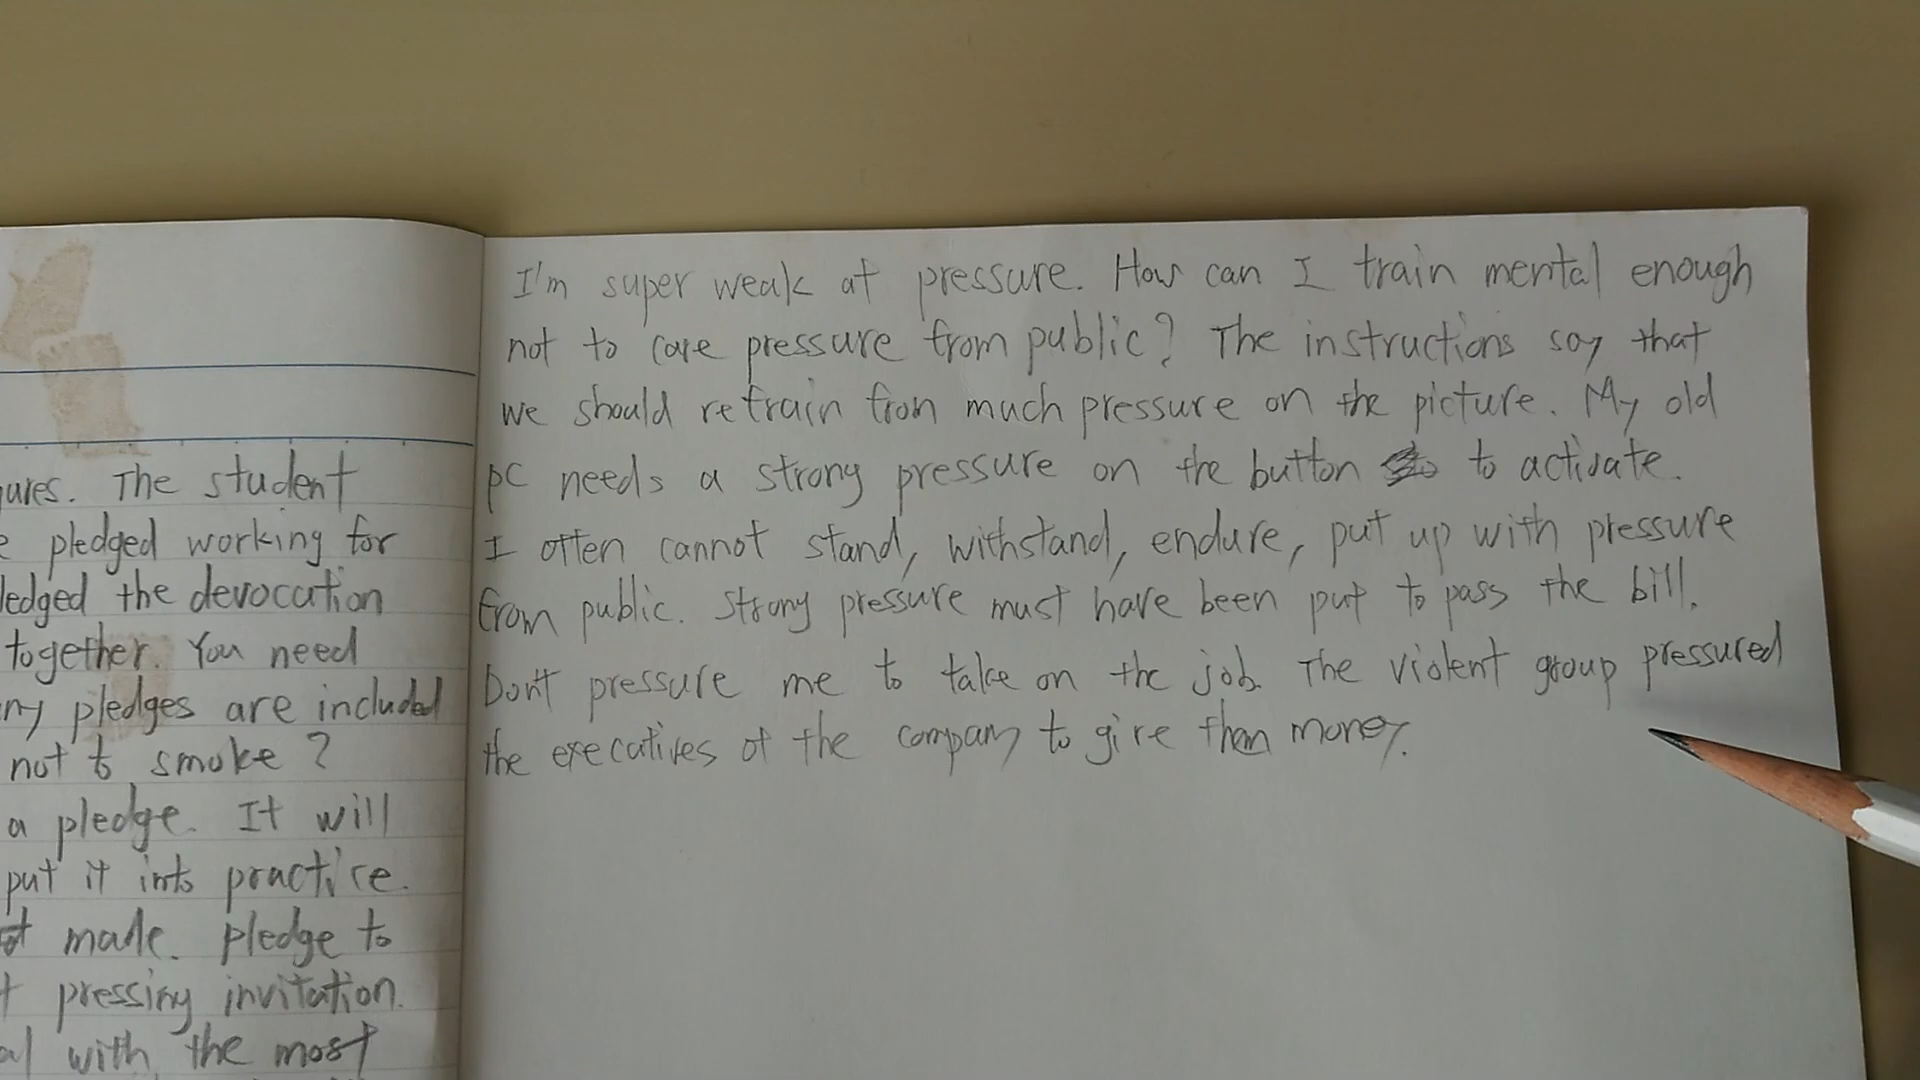 ures. The student
e pledged working for
ledged the devocation
together. You need
my pledges are included
not to smoke?
a pledge. It will
put it into practice.
made. Pledge to
t pressing invitation.
al with the most
I'm super weak at pressure. How can I train mental enough
not to care pressure from public? The instructions say that
we should refrain from much pressure on the picture. My old
PC needs a strong pressure on the button to activate.
I often cannot stand, withstand, endure, put up with pressure
from public. Strong pressure must have been put to pass the bill.
Don't pressure me to take on the job. The violent group pressured
the executives of the company to give them money.